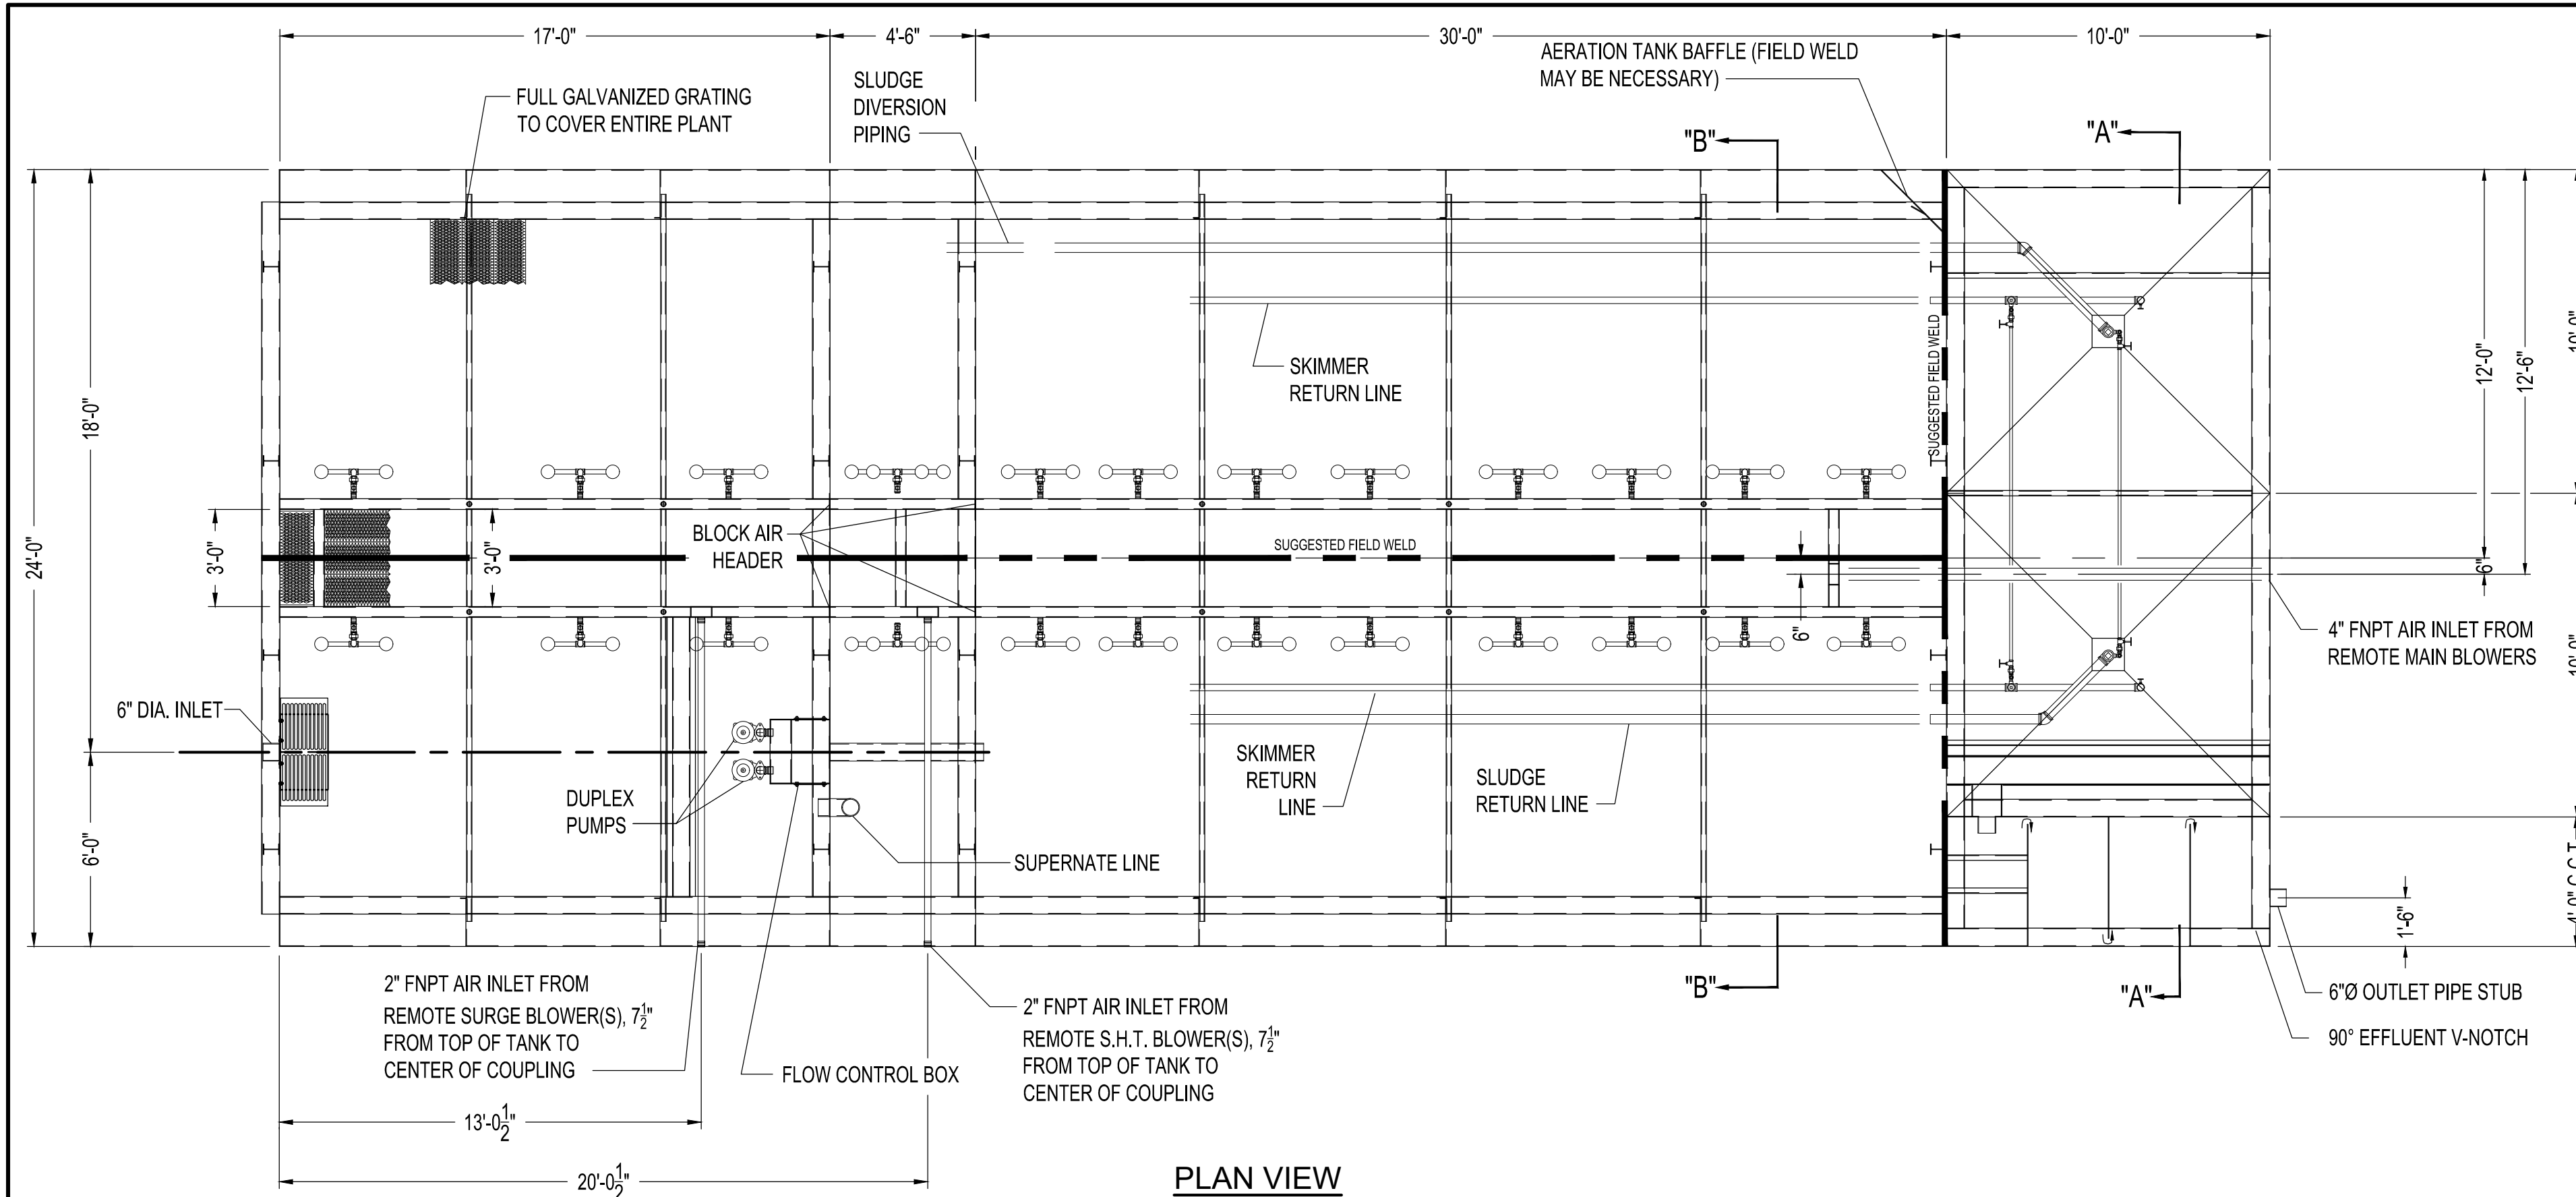 17'-0"
4'-6"
30'-0"
10'-0"
AERATION TANK BAFFLE (FIELD WELD
MAY BE NECESSARY)
FULL GALVANIZED GRATING
TO COVER ENTIRE PLANT
SLUDGE
DIVERSION
PIPING
"B"
"A"
24'-0"
18'-0"
6'-0"
3'-0"
3'-0"
SKIMMER
RETURN LINE
SUGGESTED FIELD WELD
12'-0"
12'-6"
10'-0"
BLOCK AIR
HEADER
SUGGESTED FIELD WELD
6"
6"
4" FNPT AIR INLET FROM
REMOTE MAIN BLOWERS
10'-0"
6" DIA. INLET
DUPLEX
PUMPS
SKIMMER
RETURN
LINE
SLUDGE
RETURN LINE
SUPERNATE LINE
4'-0" C.C.T.
1'-6"
2" FNPT AIR INLET FROM
REMOTE SURGE BLOWER(S), 7½"
FROM TOP OF TANK TO
CENTER OF COUPLING
FLOW CONTROL BOX
2" FNPT AIR INLET FROM
REMOTE S.H.T. BLOWER(S), 7½"
FROM TOP OF TANK TO
CENTER OF COUPLING
"B"
"A"
6"Ø OUTLET PIPE STUB
90° EFFLUENT V-NOTCH
13'-0½"
20'-0½"
PLAN VIEW